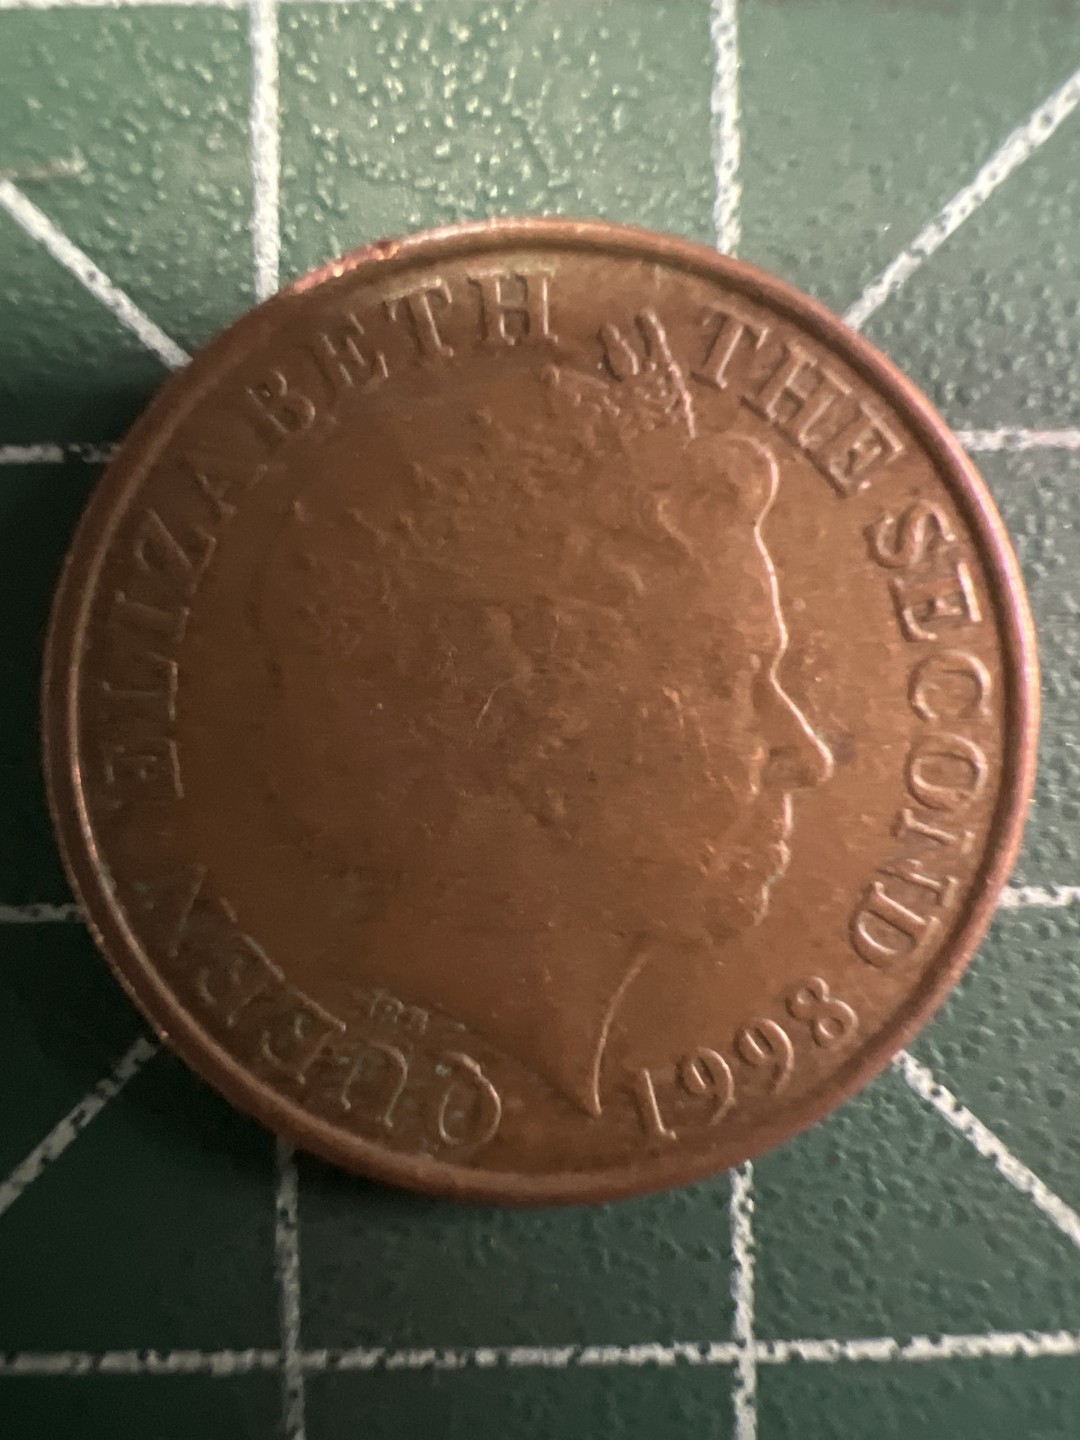 QUEEN ELIZABETH THE SECOND 1998